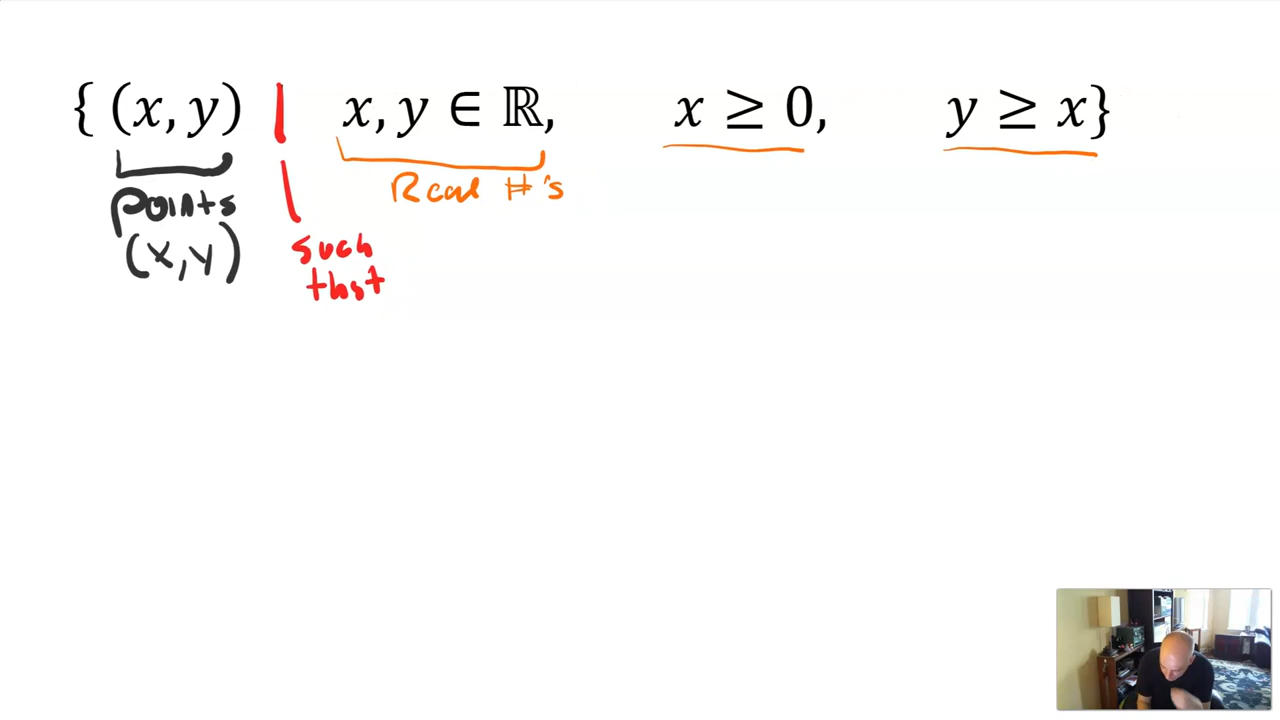 { (x, y) | x, y ∈ ℝ, x ≥ 0, y ≥ x}
Real #'s
points
(x,y)
such
that